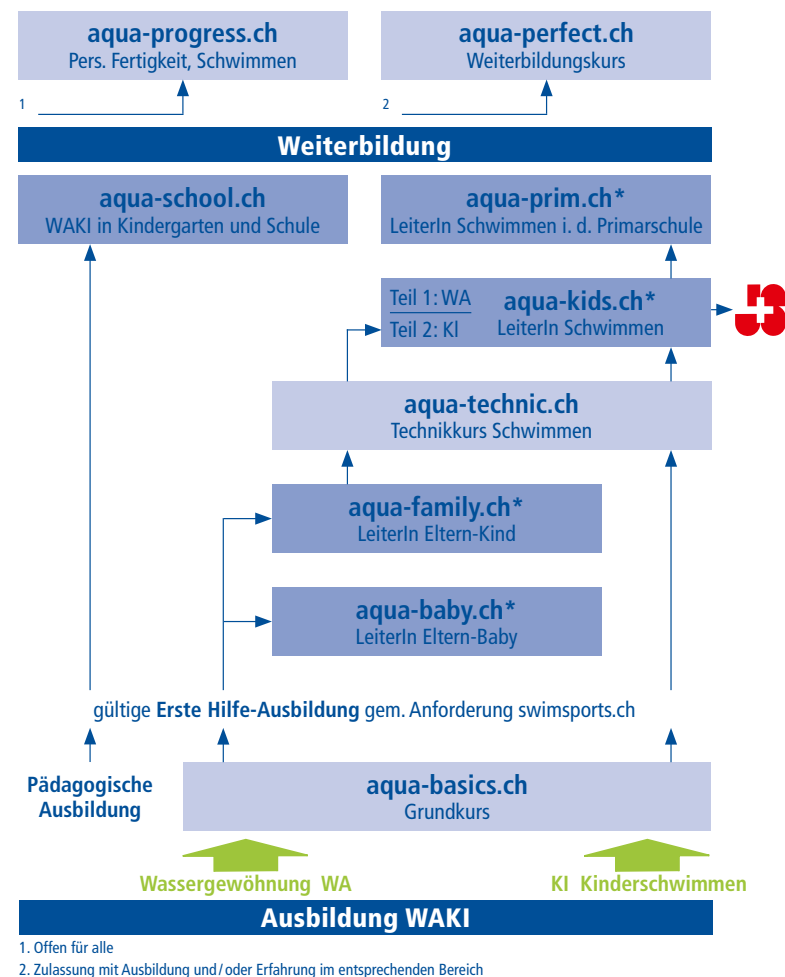 aqua-progress.ch
Pers. Fertigkeit, Schwimmen
aqua-perfect.ch
Weiterbildungskurs
1
2
Weiterbildung
aqua-school.ch
WAKI in Kindergarten und Schule
aqua-prim.ch*
LeiterIn Schwimmen i. d. Primarschule
Teil 1: WA
Teil 2: Kl
aqua-kids.ch*
LeiterIn Schwimmen
J+S
aqua-technic.ch
Technikkurs Schwimmen
aqua-family.ch*
LeiterIn Eltern-Kind
aqua-baby.ch*
LeiterIn Eltern-Baby
gültige Erste Hilfe-Ausbildung gem. Anforderung swimsports.ch
Pädagogische
Ausbildung
aqua-basics.ch
Grundkurs
Wassergewöhnung WA
KI Kinderschwimmen
Ausbildung WAKI
1. Offen für alle
2. Zulassung mit Ausbildung und/oder Erfahrung im entsprechenden Bereich